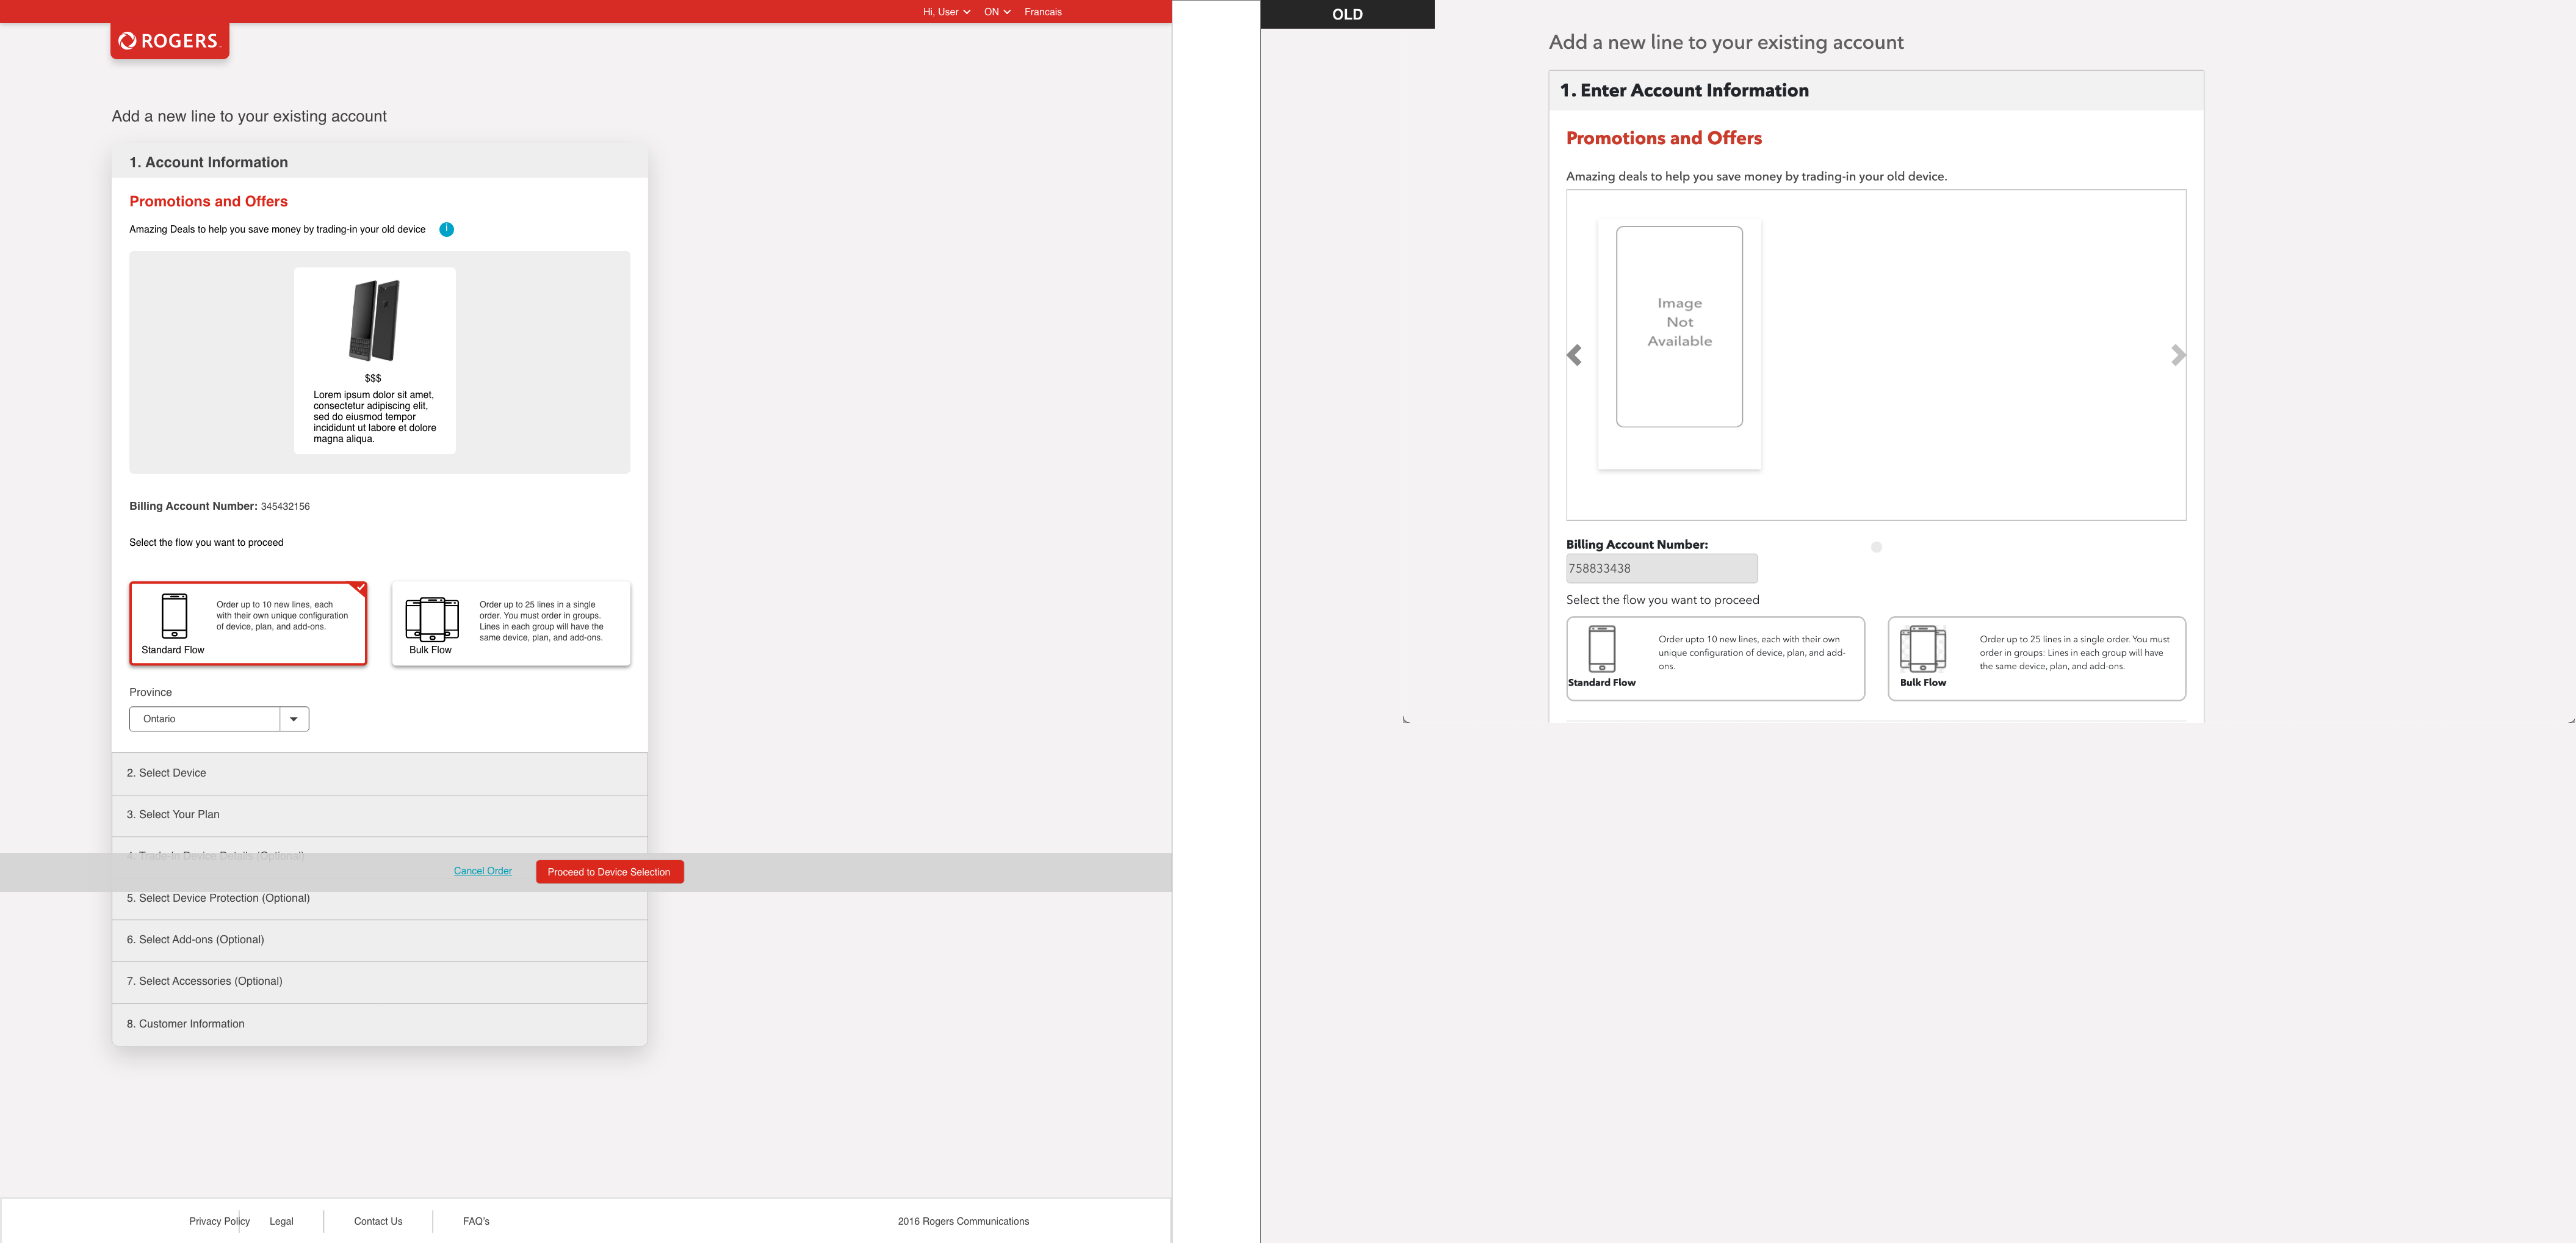 Hi, User
ON
Francais
ROGERS
Add a new line to your existing account
1. Account Information
Promotions and Offers
Amazing Deals to help you save money by trading-in your old device
$$$
Lorem ipsum dolor sit amet,
consectetur adipiscing elit,
sed do eiusmod tempor
incididunt ut labore et dolore
magna aliqua.
Billing Account Number: 345432156
Select the flow you want to proceed
Order up to 10 new lines, each
with their own unique configuration
of device, plan, and add-ons.
Standard Flow
Order up to 25 lines in a single
order. You must order in groups.
Lines in each group will have the
same device, plan, and add-ons.
Bulk Flow
Province
Ontario
2. Select Device
3. Select Your Plan
4. Trade-In Device Details (Optional)
Cancel Order
Proceed to Device Selection
5. Select Device Protection (Optional)
6. Select Add-ons (Optional)
7. Select Accessories (Optional)
8. Customer Information
Privacy Policy
Legal
Contact Us
FAQ's
2016 Rogers Communications
OLD
Add a new line to your existing account
1. Enter Account Information
Promotions and Offers
Amazing deals to help you save money by trading-in your old device.
Image
Not
Available
Billing Account Number:
758833438
Select the flow you want to proceed
Order upto 10 new lines, each with their own
unique configuration of device, plan, and add-
ons.
Standard Flow
Order up to 25 lines in a single order. You must
order in groups: Lines in each group will have
the same device, plan, and add-ons.
Bulk Flow